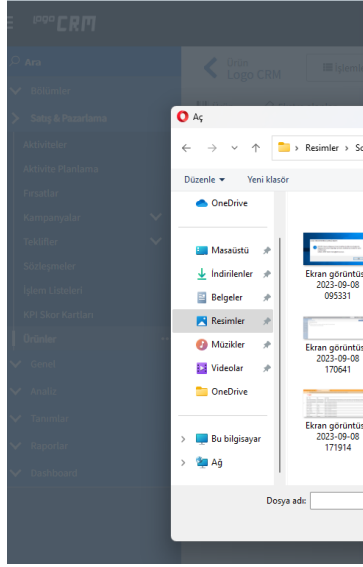 logo CRM
Ara
Ürün
Logo CRM
İşleml
Bölümler
Satış & Pazarlama
Aktiviteler
Aktivite Planlama
Fırsatlar
Kampanyalar
Teklifler
Sözleşmeler
İşlem Listeleri
KPI Skor Kartları
Ürünler
Genel
Analiz
Tanımlar
Raporlar
Dashboard
Aç
Resimler
Düzenle
Yeni klasör
OneDrive
Masaüstü
İndirilenler
Belgeler
Resimler
Müzikler
Videolar
OneDrive
Bu bilgisayar
Ağ
Ekran görüntüs
2023-09-08
095331
Ekran görüntüs
2023-09-08
170641
Ekran görüntüs
2023-09-08
171914
Dosya adı: